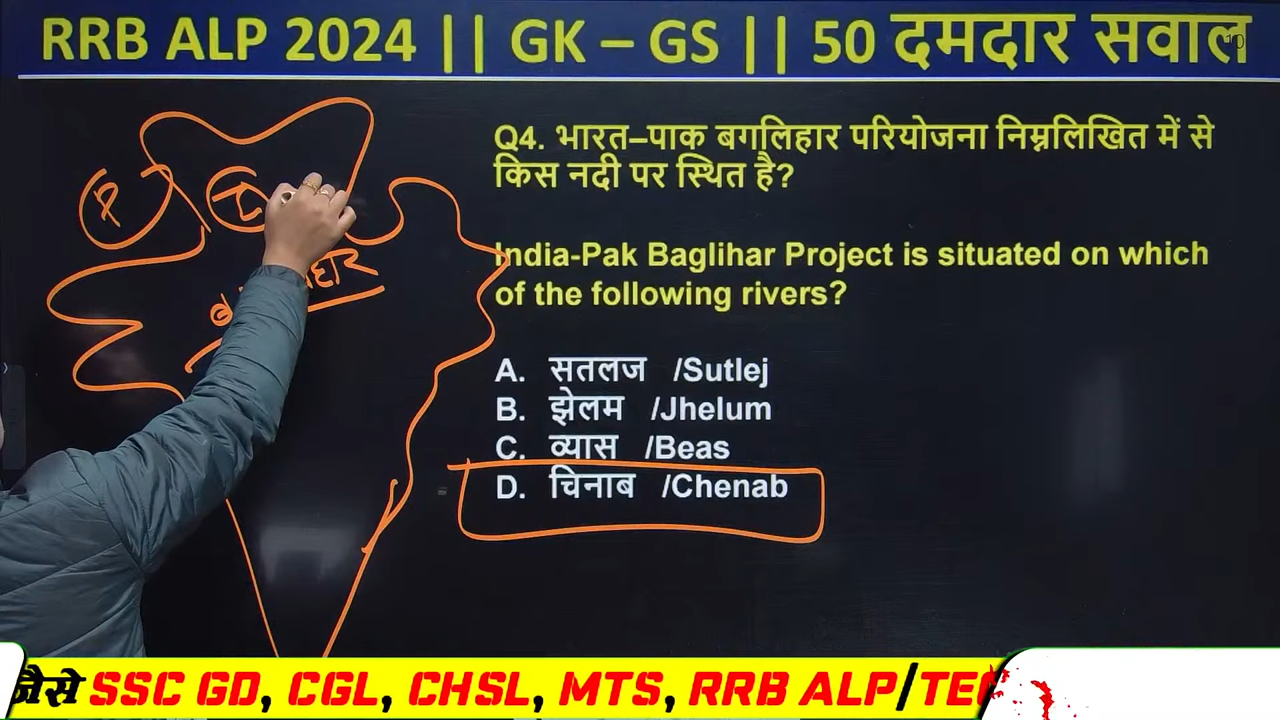 RRB ALP 2024 || GK – GS || 50 दमदार सवाल
10
Q4. भारत–पाक बगलिहार परियोजना निम्नलिखित में से
किस नदी पर स्थित है?
India-Pak Baglihar Project is situated on which
of the following rivers?
A. सतलज /Sutlej
B. झेलम /Jhelum
C. व्यास /Beas
D. चिनाब /Chenab
P
I
जैसे SSC GD, CGL, CHSL, MTS, RRB ALP/TE